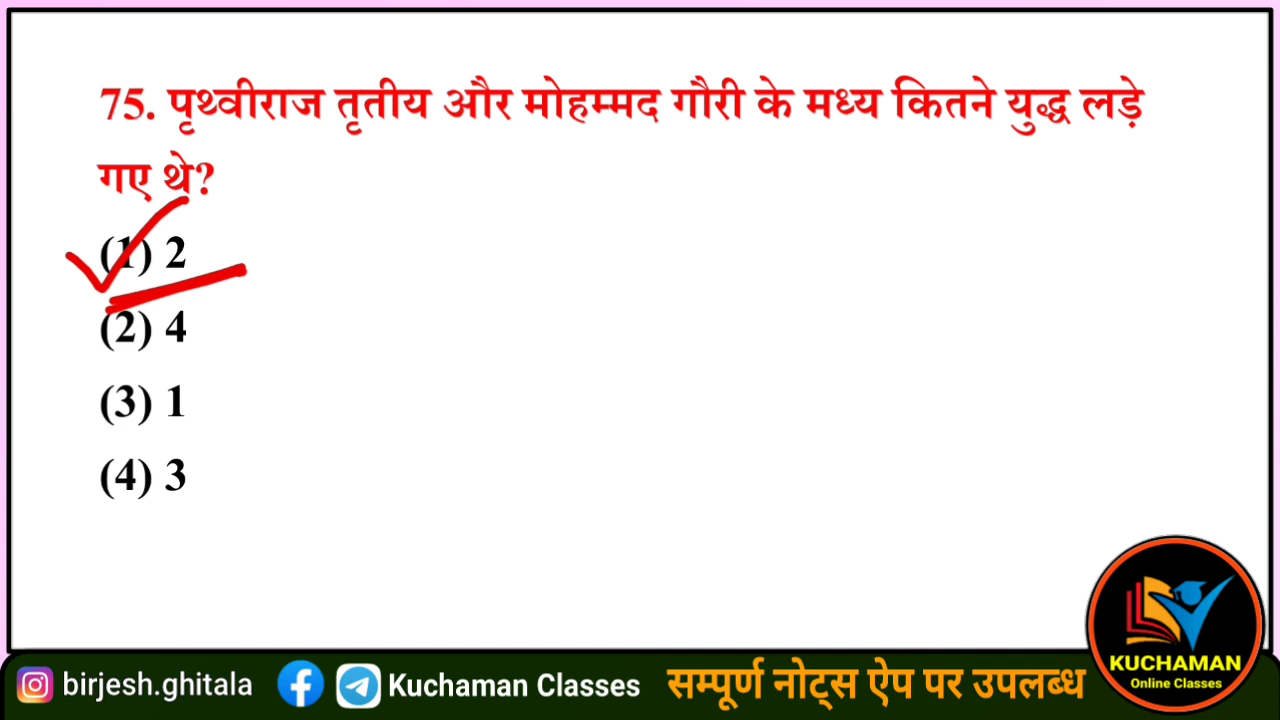 75. पृथ्वीराज तृतीय और मोहम्मद गौरी के मध्य कितने युद्ध लड़े
गए थे?
(1) 2
(2) 4
(3) 1
(4) 3
birjesh.ghitala
Kuchaman Classes
सम्पूर्ण नोट्स ऐप पर उपलब्ध
KUCHAMAN
Online Classes